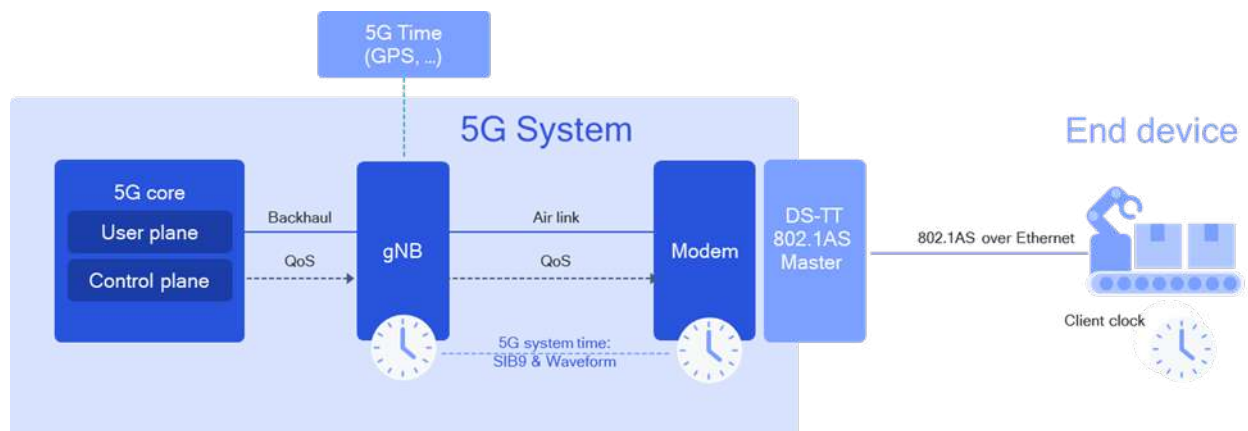 5G Time
(GPS, ...)
5G System
End device
5G core
User plane
Control plane
Backhaul
QoS
gNB
Air link
QoS
Modem
DS-TT
802.1AS
Master
802.1AS over Ethernet
Client clock
5G system time:
SIB9 & Waveform